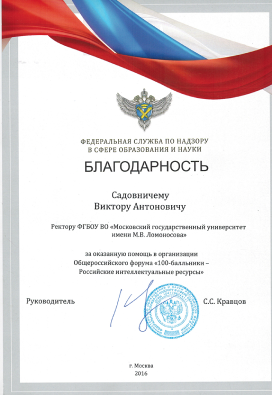 ФЕДЕРАЛЬНАЯ СЛУЖБА ПО НАДЗОРУ
В СФЕРЕ ОБРАЗОВАНИЯ И НАУКИ
БЛАГОДАРНОСТЬ
Садовничему
Виктору Антоновичу
Ректору ФГБОУ ВО «Московский государственный университет
имени М.В. Ломоносова»
за оказанную помощь в организации
Общероссийского форума «100-балльники –
Российские интеллектуальные ресурсы»
Руководитель С.С. Кравцов
г. Москва
2016